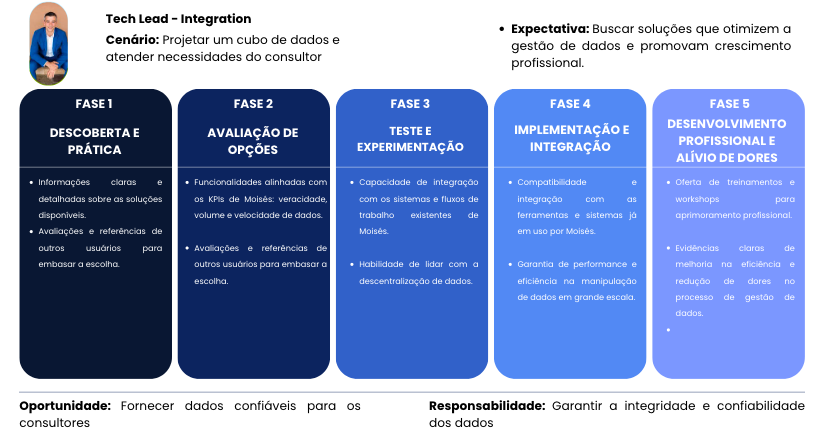 Tech Lead - Integration
Cenário: Projetar um cubo de dados e
atender necessidades do consultor
• Expectativa: Buscar soluções que otimizem a
gestão de dados e promovam crescimento
profissional.
FASE 1
DESCOBERTA E
PRÁTICA
• Informações claras e
detalhadas sobre as soluções
disponíveis.
• Avaliações e referências de
outros usuários para
embasar a escolha.
FASE 2
AVALIAÇÃO DE
OPÇÕES
• Funcionalidades alinhadas com
os KPIs de Moisés: veracidade,
volume e velocidade de dados.
• Avaliações e referências de
outros usuários para embasar a
escolha.
FASE 3
TESTE E
EXPERIMENTAÇÃO
• Capacidade de integração
com os sistemas e fluxos de
trabalho existentes de
Moisés.
• Habilidade de lidar com a
descentralização de dados.
FASE 4
IMPLEMENTAÇÃO E
INTEGRAÇÃO
• Compatibilidade e
integração com as
ferramentas e sistemas já
em uso por Moisés.
• Garantia de performance e
eficiência na manipulação
de dados em grande escala.
FASE 5
DESENVOLVIMENTO
PROFISSIONAL E
ALÍVIO DE DORES
• Oferta de treinamentos e
workshops para
aprimoramento profissional.
• Evidências claras de
melhoria na eficiência e
redução de dores no
processo de gestão de
dados.
•
Oportunidade: Fornecer dados confiáveis para os
consultores
Responsabilidade: Garantir a integridade e confiabilidade
dos dados